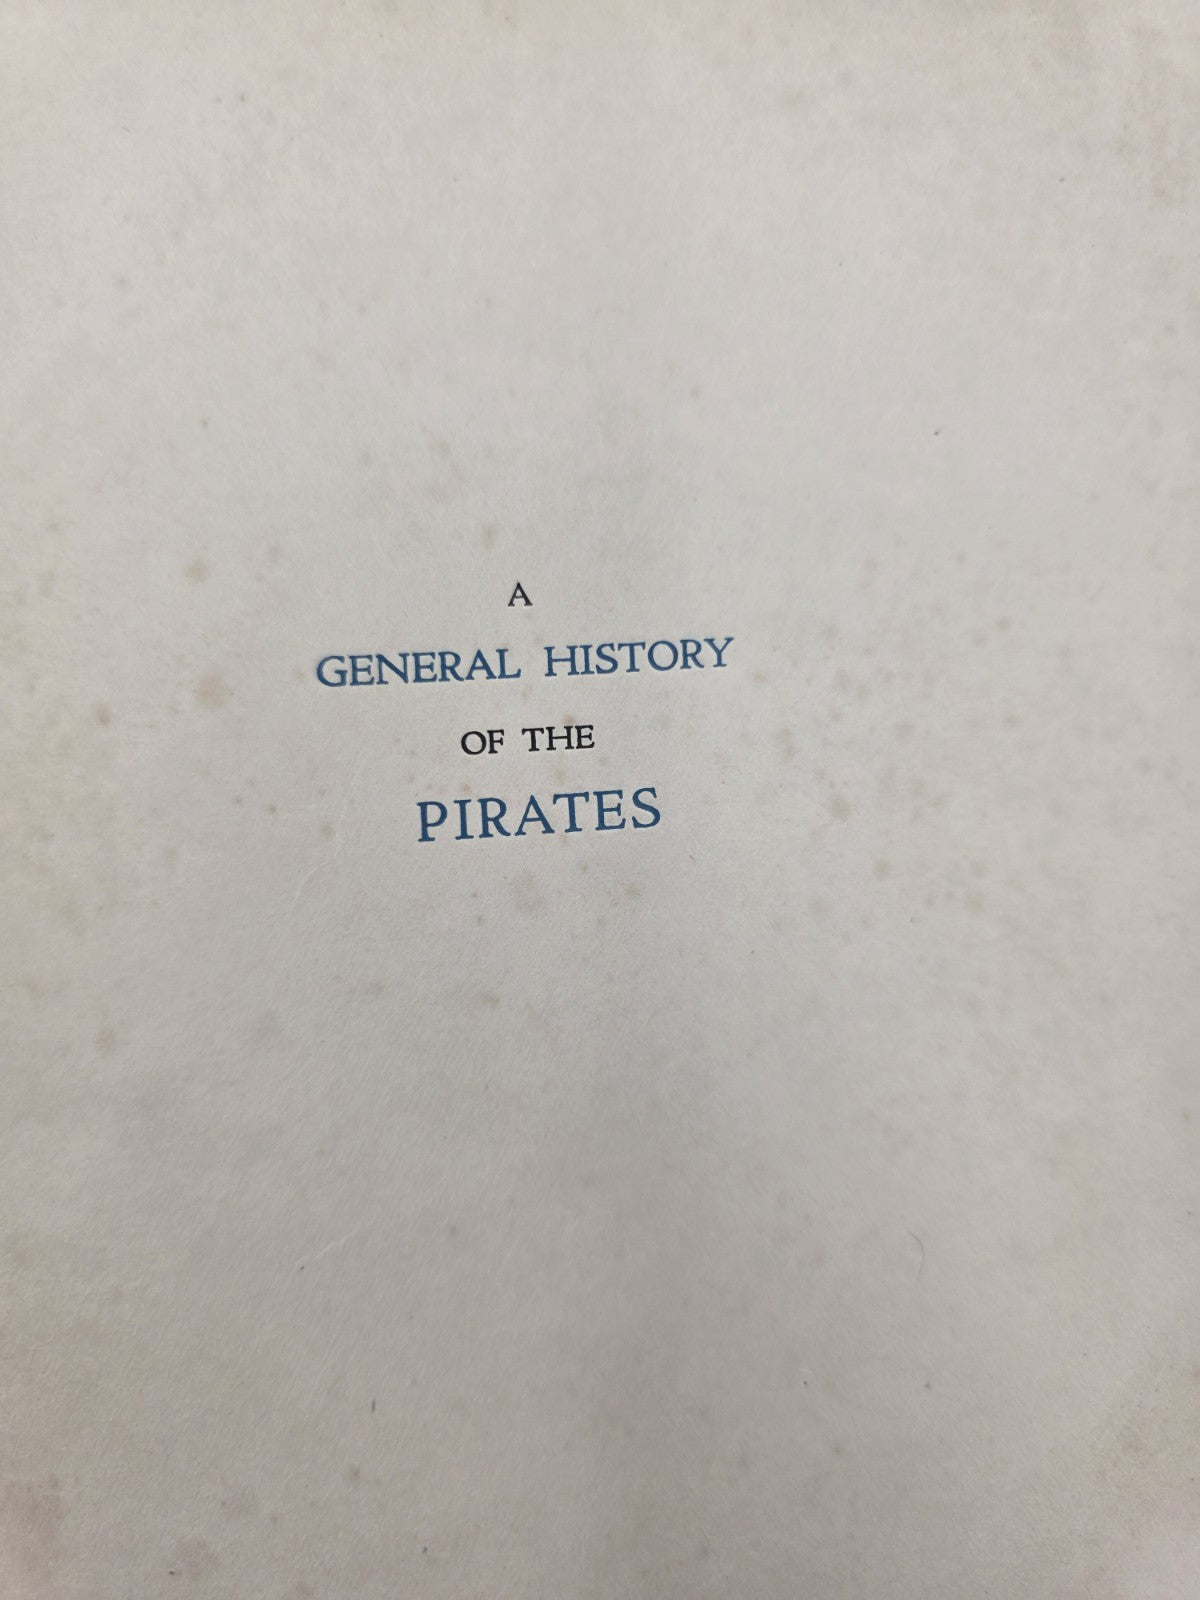 A
GENERAL HISTORY
OF THE
PIRATES